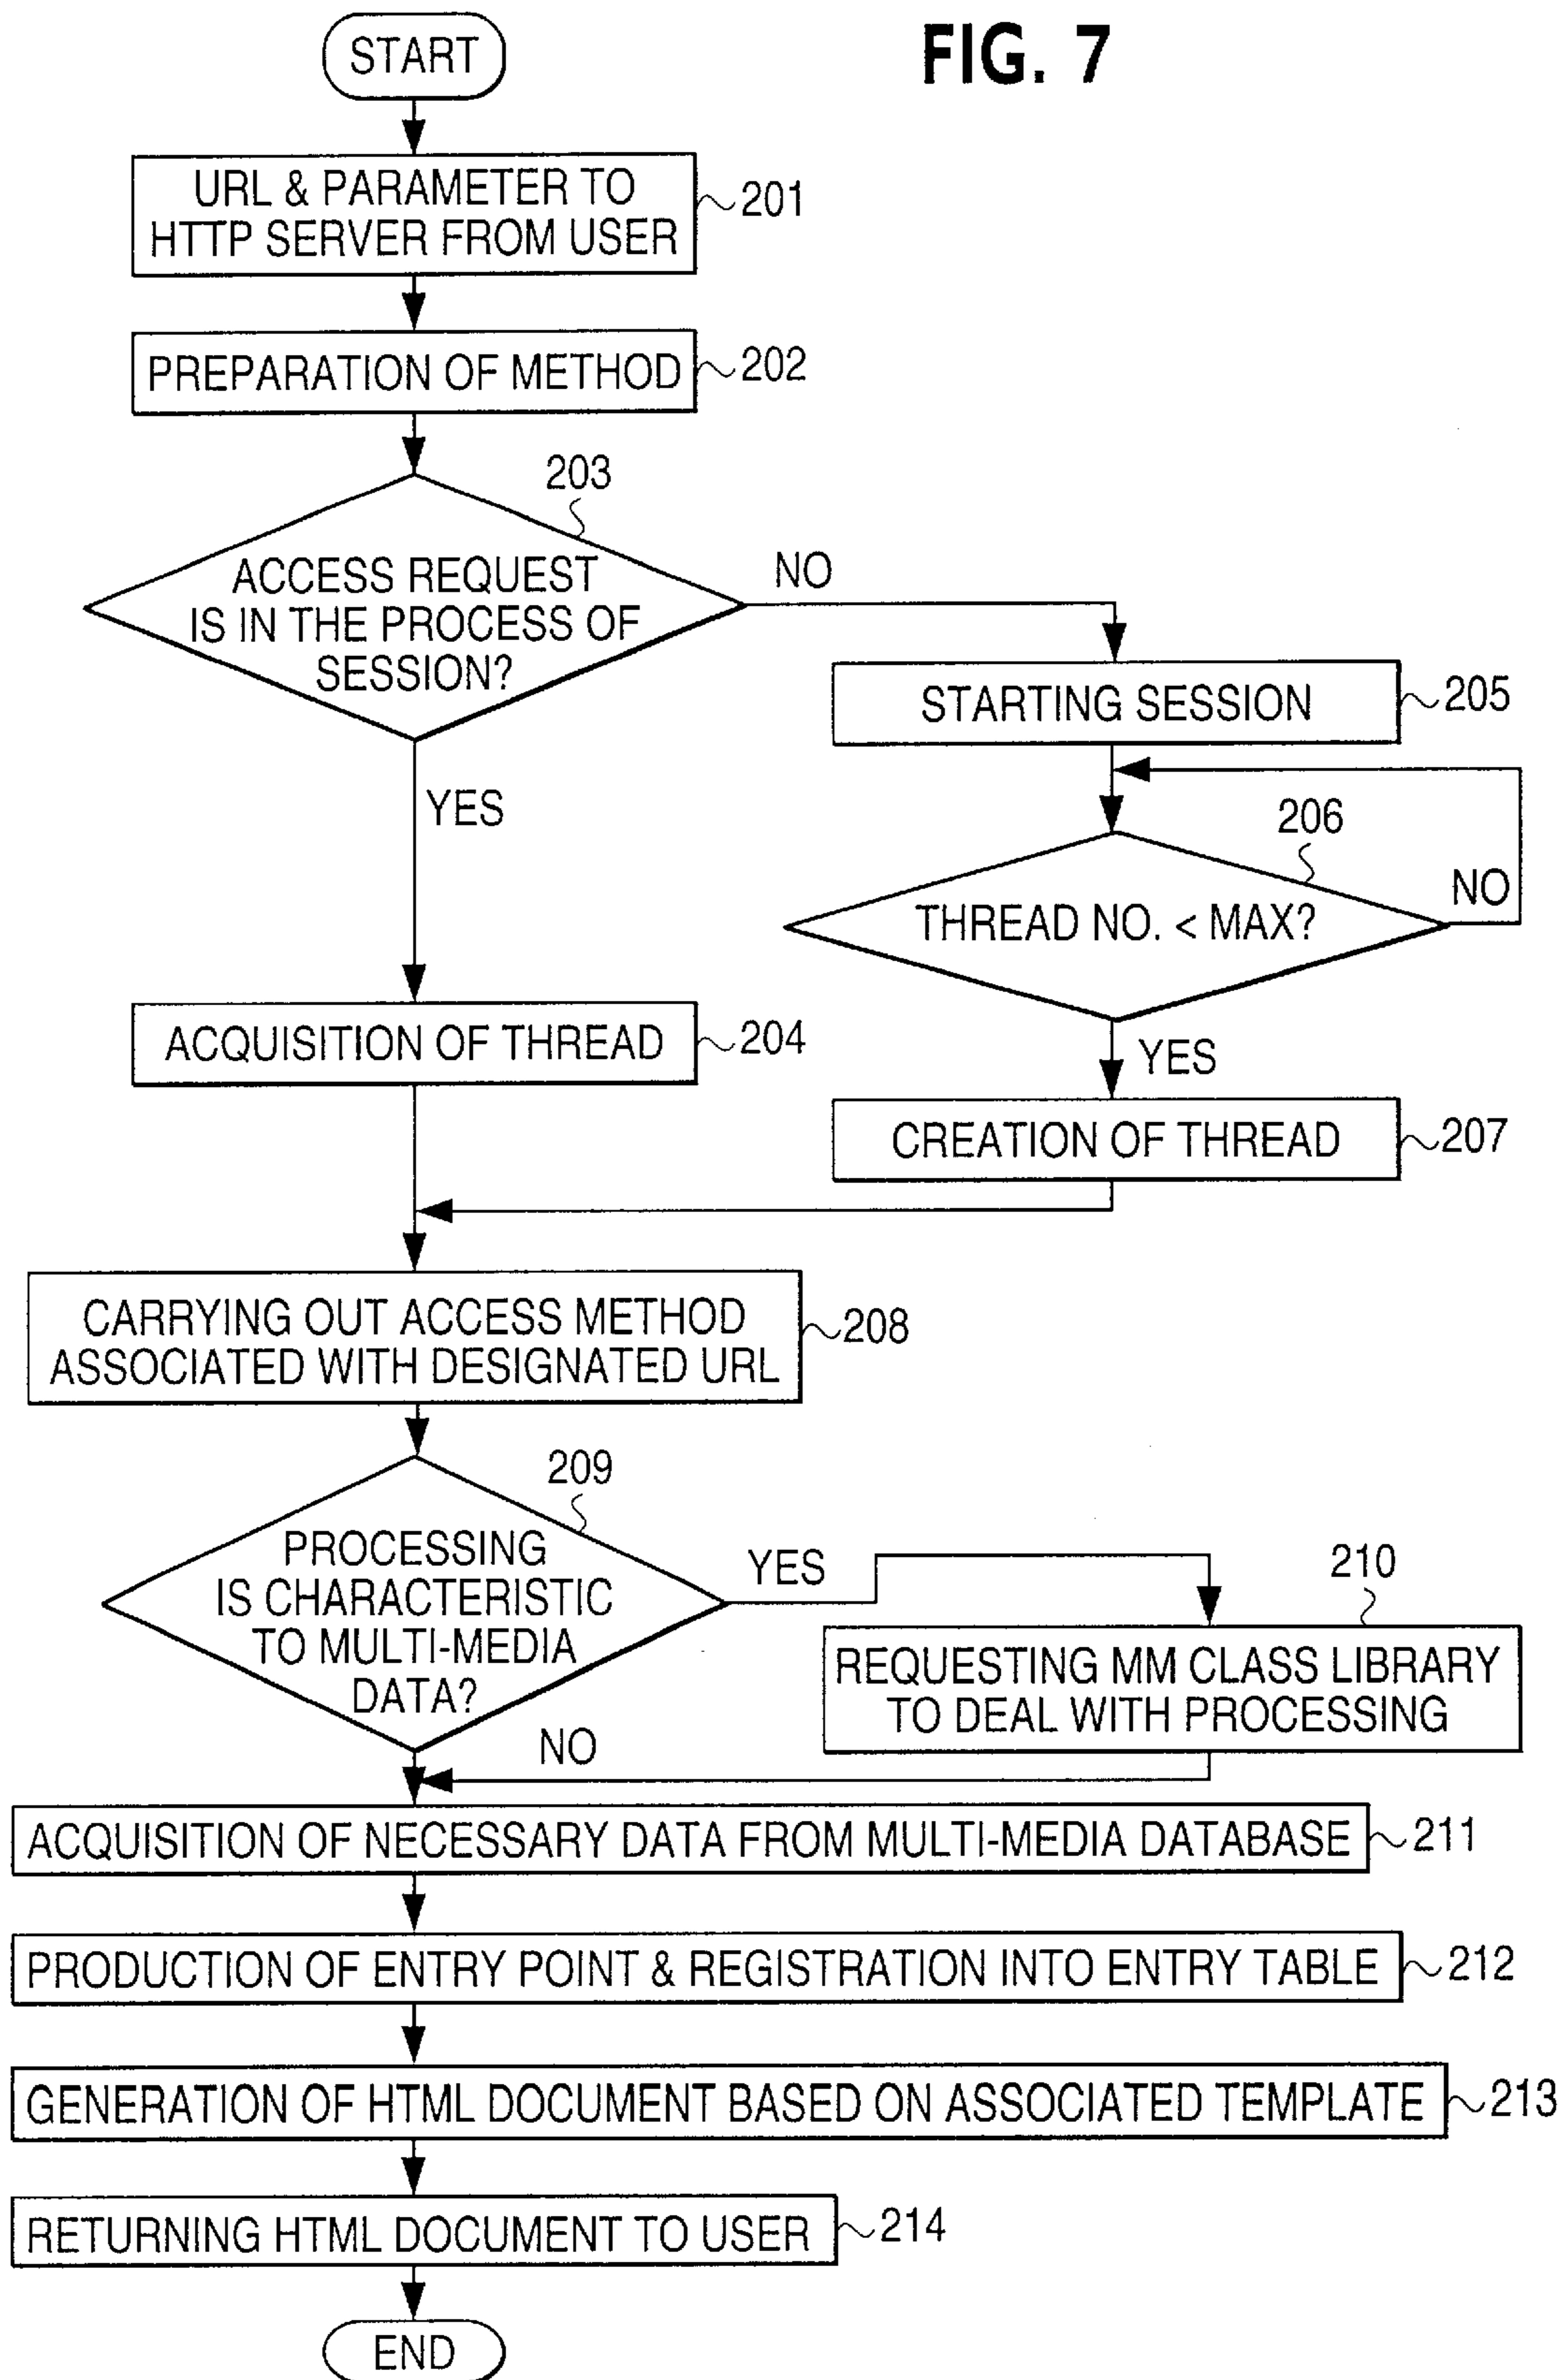 START
FIG. 7
URL & PARAMETER TO
HTTP SERVER FROM USER
201
PREPARATION OF METHOD
202
203
ACCESS REQUEST
IS IN THE PROCESS OF
SESSION?
NO
YES
STARTING SESSION
205
206
THREAD NO. < MAX?
NO
YES
ACQUISITION OF THREAD
204
CREATION OF THREAD
207
CARRYING OUT ACCESS METHOD
ASSOCIATED WITH DESIGNATED URL
208
209
PROCESSING
IS CHARACTERISTIC
TO MULTI-MEDIA
DATA?
YES
NO
210
REQUESTING MM CLASS LIBRARY
TO DEAL WITH PROCESSING
ACQUISITION OF NECESSARY DATA FROM MULTI-MEDIA DATABASE
211
PRODUCTION OF ENTRY POINT & REGISTRATION INTO ENTRY TABLE
212
GENERATION OF HTML DOCUMENT BASED ON ASSOCIATED TEMPLATE
213
RETURNING HTML DOCUMENT TO USER
214
END